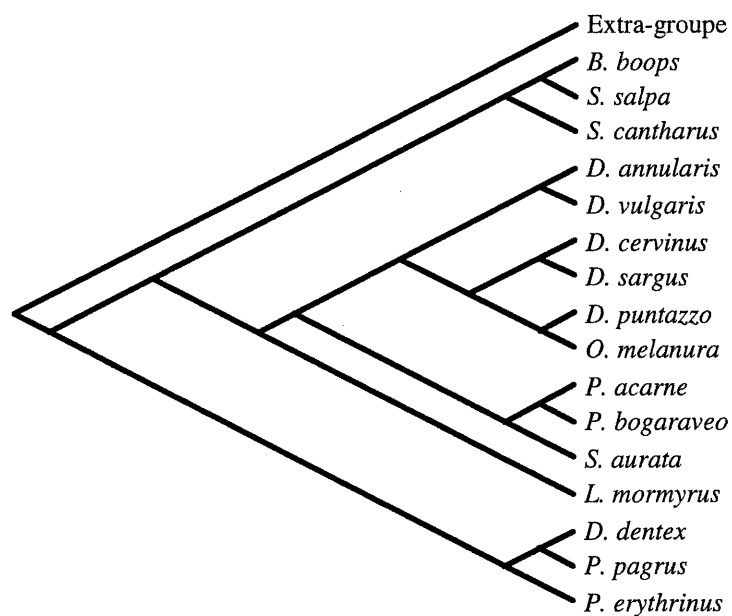 Extra-groupe
B. boops
S. salpa
S. cantharus
D. annularis
D. vulgaris
D. cervinus
D. sargus
D. puntazzo
O. melanura
P. acarne
P. bogaraveo
S. aurata
L. mormyrus
D. dentex
P. pagrus
P. erythrinus